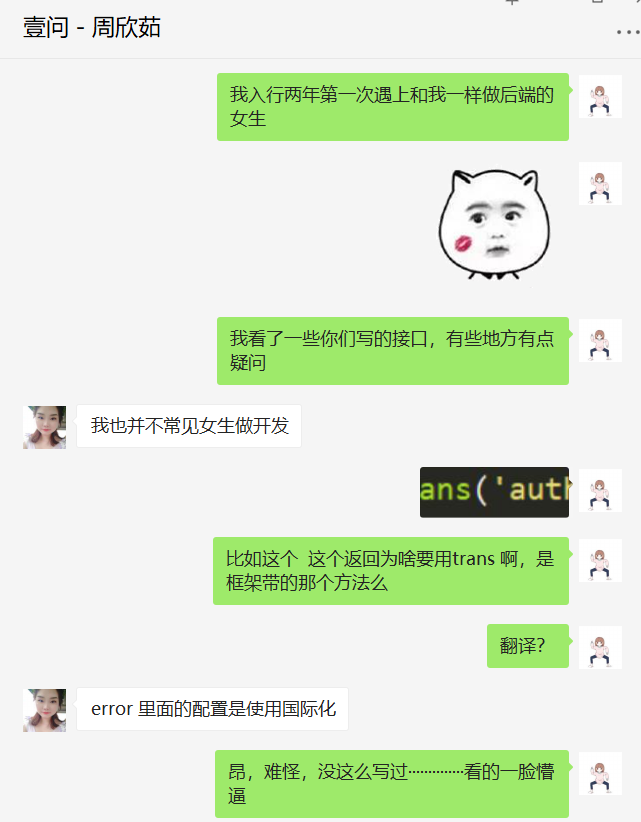 壹问 - 周欣茹
我入行两年第一次遇上和我一样做后端的
女生
我看了一些你们写的接口，有些地方有点
疑问
我也并不常见女生做开发
ans('auth
比如这个 这个返回为啥要用trans 啊，是
框架带的那个方法么
翻译？
error 里面的配置是使用国际化
昂，难怪，没这么写过··············看的一脸懵
逼